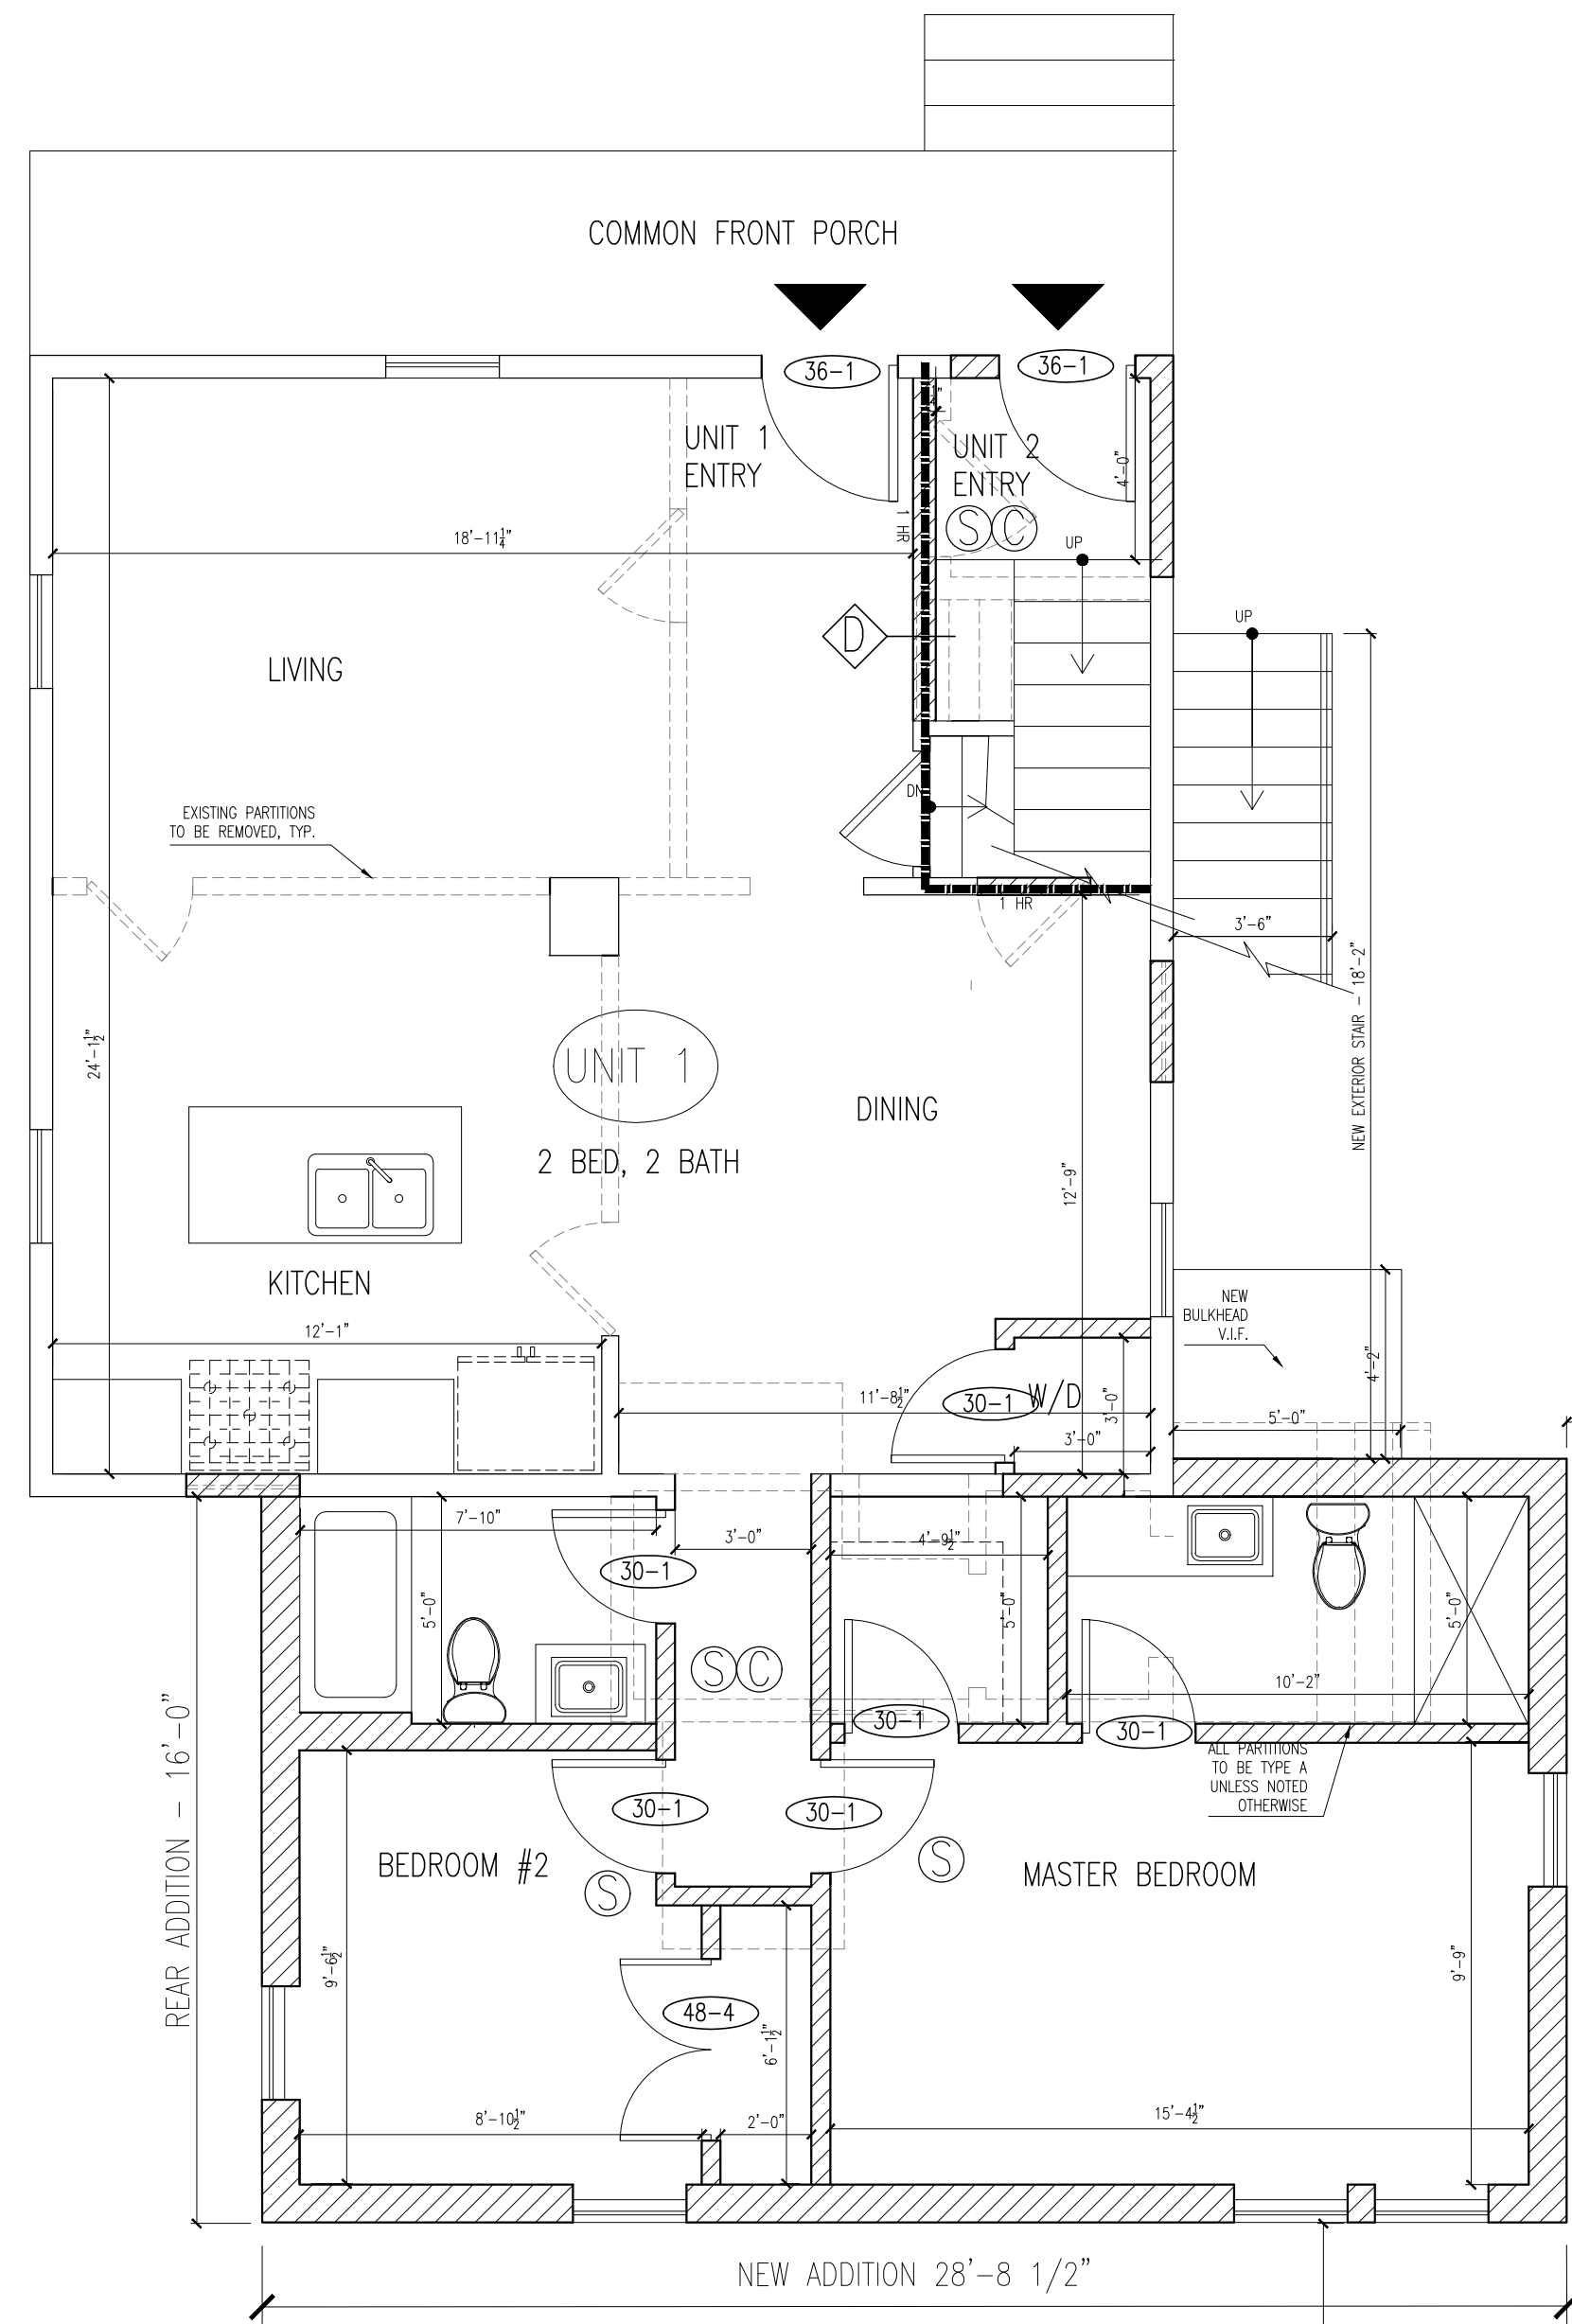 COMMON FRONT PORCH
36-1
36-1
UNIT 1
ENTRY
UNIT 2
ENTRY
4'-0"
S C
1 HR
18'-11¼"
UP
UP
D
LIVING
DN
EXISTING PARTITIONS
TO BE REMOVED, TYP.
1 HR
3'-6"
NEW EXTERIOR STAIR - 18'-2"
24'-1½"
UNIT 1
DINING
2 BED, 2 BATH
12'-9"
KITCHEN
NEW
BULKHEAD
V.I.F.
12'-1"
4'-2"
11'-8½"
30-1
W/D
3'-0"
3'-0"
5'-0"
7'-10"
3'-0"
4'-9½"
30-1
5'-0"
5'-0"
5'-0"
S C
10'-2"
30-1
30-1
ALL PARTITIONS
TO BE TYPE A
UNLESS NOTED
OTHERWISE
REAR ADDITION - 16'-0"
30-1
30-1
BEDROOM #2
S
S
MASTER BEDROOM
9'-6½"
9'-9"
48-4
6'-1½"
8'-10½"
2'-0"
15'-4½"
NEW ADDITION 28'-8 1/2"